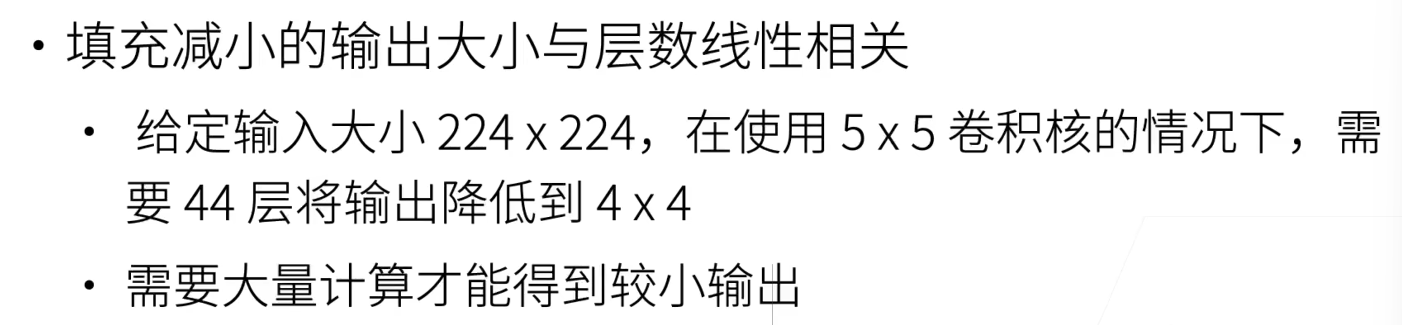 • 填充减小的输出大小与层数线性相关
• 给定输入大小 224 x 224，在使用 5 x 5 卷积核的情况下，需
要 44 层将输出降低到 4 x 4
• 需要大量计算才能得到较小输出